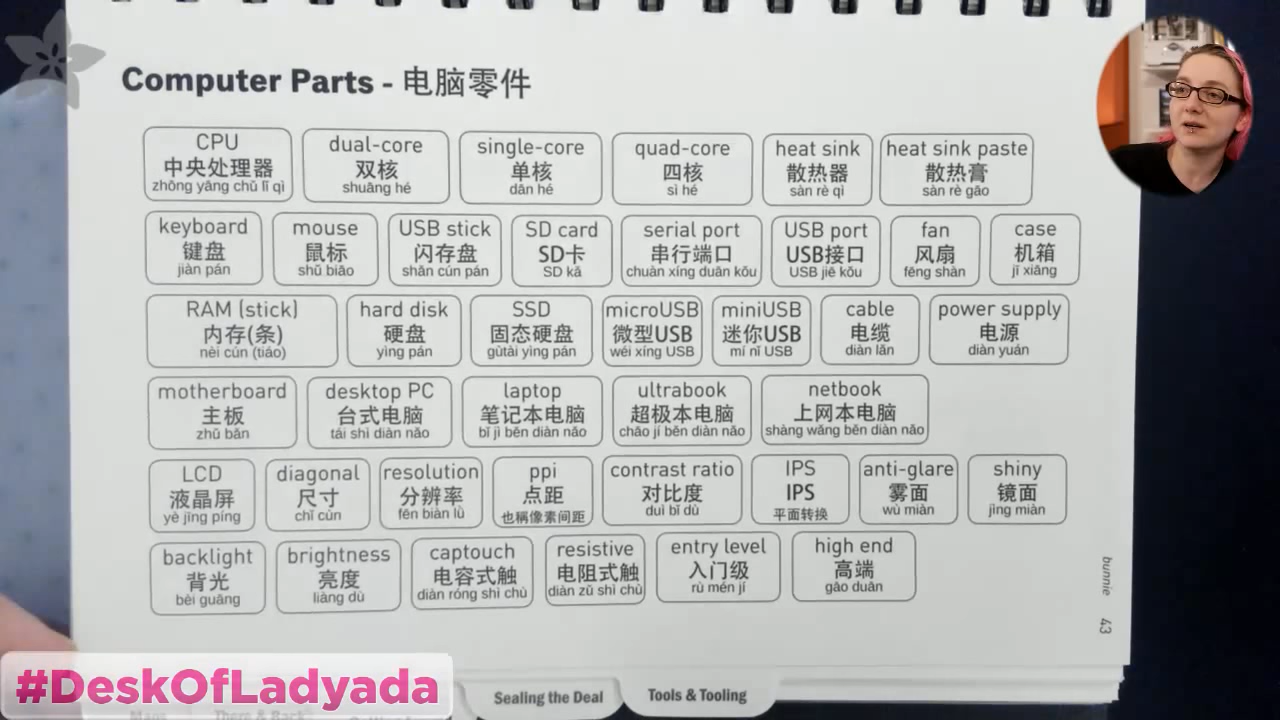 Computer Parts - 电脑零件
CPU
中央处理器
zhōng yāng chǔ lǐ qì
dual-core
双核
shuāng hé
single-core
单核
dān hé
quad-core
四核
sì hé
heat sink
散热器
sàn rè qì
heat sink paste
散热膏
sàn rè gāo
keyboard
键盘
jiàn pán
mouse
鼠标
shǔ biāo
USB stick
闪存盘
shǎn cún pán
SD card
SD卡
SD kǎ
serial port
串行端口
chuàn xíng duān kǒu
USB port
USB接口
USB jiē kǒu
fan
风扇
fēng shàn
case
机箱
jī xiāng
RAM (stick)
内存(条)
nèi cún (tiáo)
hard disk
硬盘
yìng pán
SSD
固态硬盘
gùtài yìng pán
microUSB
微型USB
wéi xíng USB
miniUSB
迷你USB
mí nǐ USB
cable
电缆
diàn lǎn
power supply
电源
diàn yuán
motherboard
主板
zhǔ bǎn
desktop PC
台式电脑
tái shì diàn nǎo
laptop
笔记本电脑
bǐ jì běn diàn nǎo
ultrabook
超极本电脑
chāo jí běn diàn nǎo
netbook
上网本电脑
shàng wǎng běn diàn nǎo
LCD
液晶屏
yè jīng píng
diagonal
尺寸
chǐ cùn
resolution
分辨率
fēn biàn lǜ
ppi
点距
也稱像素间距
contrast ratio
对比度
duì bǐ dù
IPS
IPS
平面转换
anti-glare
雾面
wù miàn
shiny
镜面
jìng miàn
backlight
背光
bèi guāng
brightness
亮度
liàng dù
captouch
电容式触
diàn róng shì chù
resistive
电阻式触
diàn zǔ shì chù
entry level
入门级
rù mén jí
high end
高端
gāo duān
bunnie
43
#DeskOfLadyada
Sealing the Deal
Tools & Tooling